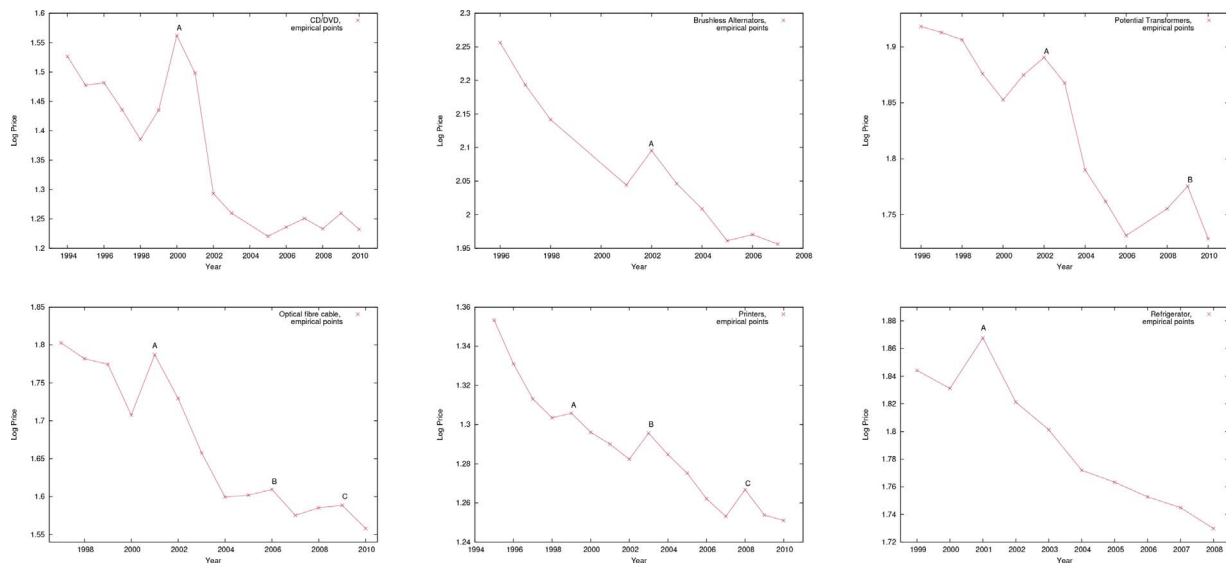 CD/DVD,
empirical points
A
1.6
1.55
1.5
1.45
1.4
1.35
1.3
1.25
1.2
Log Price
1994 1996 1998 2000 2002 2004 2006 2008 2010
Year
Brushless Alternators,
empirical points
A
2.3
2.25
2.2
2.15
2.1
2.05
2
1.95
Log Price
1996 1998 2000 2002 2004 2006 2008
Year
Potential Transformers,
empirical points
A
B
1.9
1.85
1.8
1.75
Log Price
1996 1998 2000 2002 2004 2006 2008 2010
Year
Optical fibre cable,
empirical points
A
B
C
1.85
1.8
1.75
1.7
1.65
1.6
1.55
Log Price
1998 2000 2002 2004 2006 2008 2010
Year
Printers,
empirical points
A
B
C
1.36
1.34
1.32
1.3
1.28
1.26
1.24
Log Price
1994 1996 1998 2000 2002 2004 2006 2008 2010
Year
Refrigerator,
empirical points
A
1.88
1.86
1.84
1.82
1.8
1.78
1.76
1.74
1.72
Log Price
1999 2000 2001 2002 2003 2004 2005 2006 2007 2008
Year